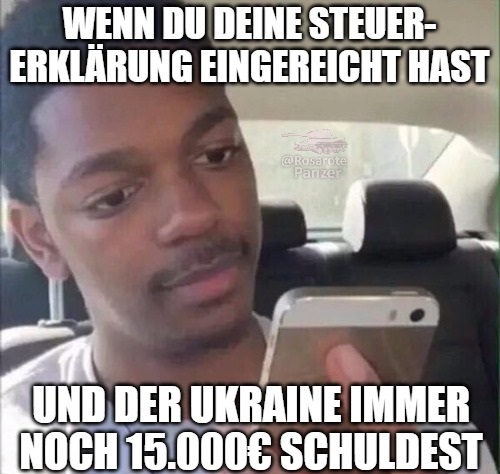 WENN DU DEINE STEUER-
ERKLÄRUNG EINGEREICHT HAST
@Rosarote
Panzer
UND DER UKRAINE IMMER
NOCH 15.000€ SCHULDEST